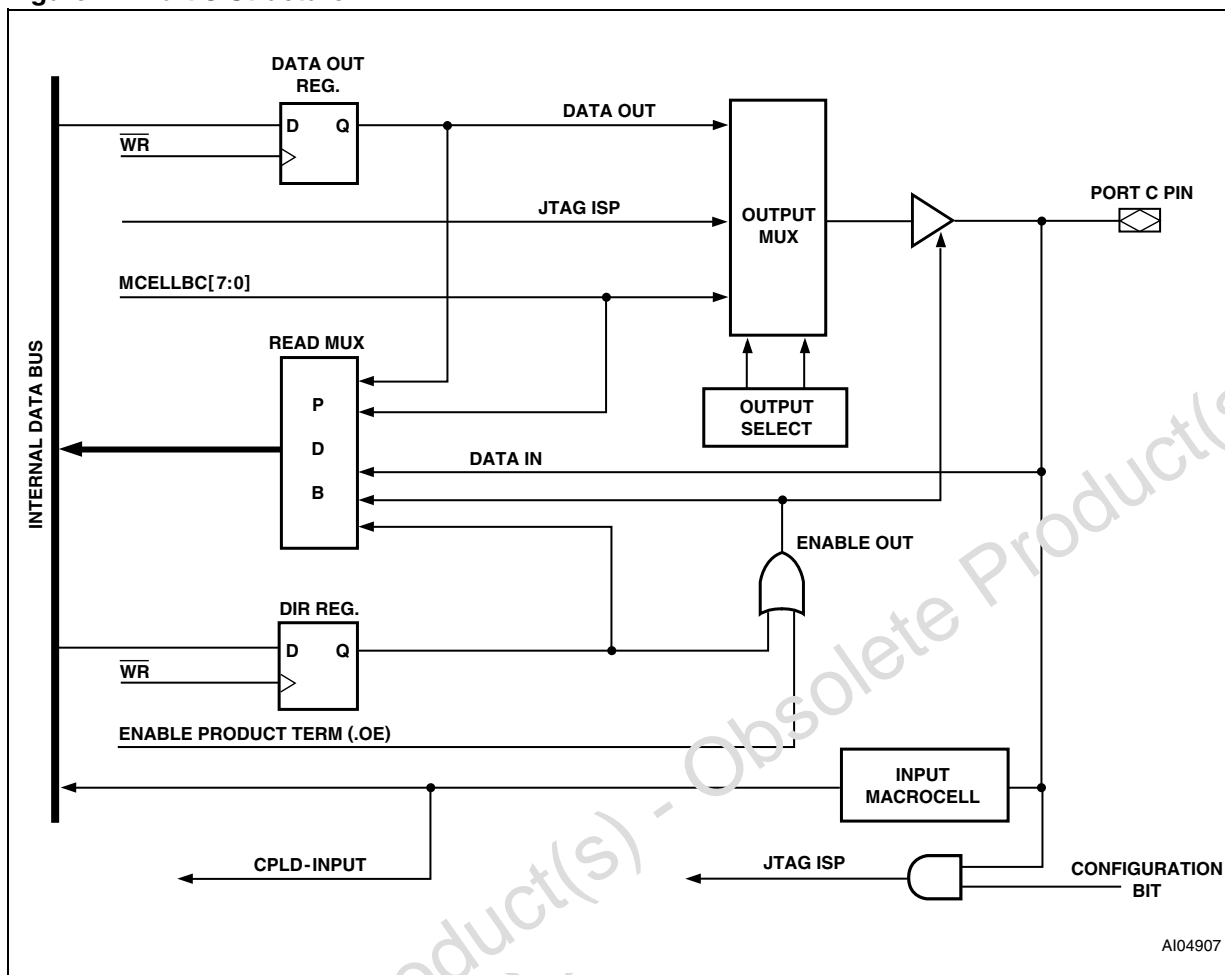 DATA OUT
REG.
D Q
WR
DATA OUT
JTAG ISP
MCELLBC[7:0]
OUTPUT
MUX
PORT C PIN
READ MUX
P
D
B
OUTPUT
SELECT
DATA IN
INTERNAL DATA BUS
ENABLE OUT
DIR REG.
D Q
WR
ENABLE PRODUCT TERM (.OE)
INPUT
MACROCELL
CPLD-INPUT
JTAG ISP
CONFIGURATION
BIT
AI04907
Product(s) - Obsolete Product(s)